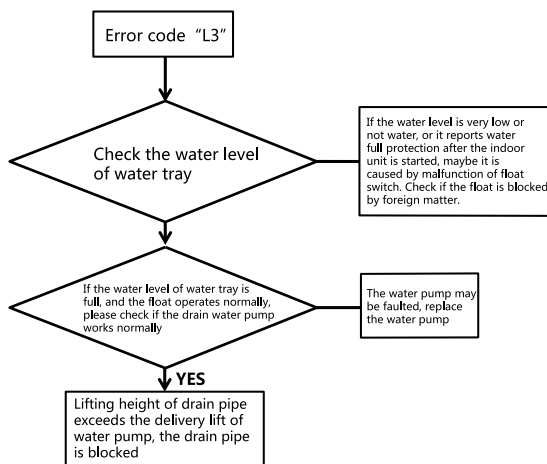 Error code “L3”
Check the water level
of water tray
If the water level is very low or
not water, or it reports water
full protection after the indoor
unit is started, maybe it is
caused by malfunction of float
switch. Check if the float is blocked
by foreign matter.
If the water level of water tray is
full, and the float operates normally,
please check if the drain water pump
works normally
The water pump may
be faulted, replace
the water pump
YES
Lifting height of drain pipe
exceeds the delivery lift of
water pump, the drain pipe
is blocked